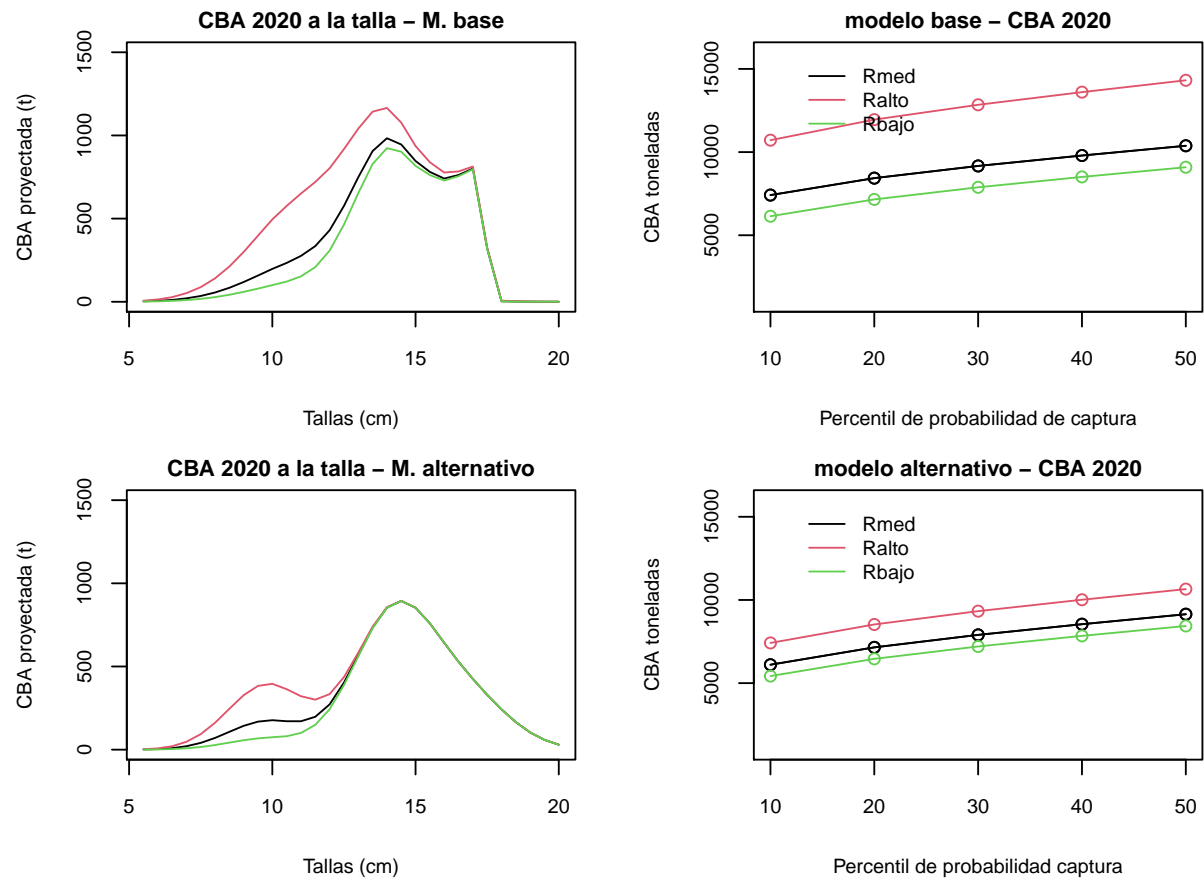 CBA 2020 a la talla – M. base
CBA proyectada (t)
1500
1000
500
0
5 10 15 20
Tallas (cm)
modelo base – CBA 2020
CBA toneladas
15000
10000
5000
Rmed
Ralto
Rbajo
10 20 30 40 50
Percentil de probabilidad de captura
CBA 2020 a la talla – M. alternativo
CBA proyectada (t)
1500
1000
500
0
5 10 15 20
Tallas (cm)
modelo alternativo – CBA 2020
CBA toneladas
15000
10000
5000
Rmed
Ralto
Rbajo
10 20 30 40 50
Percentil de probabilidad captura